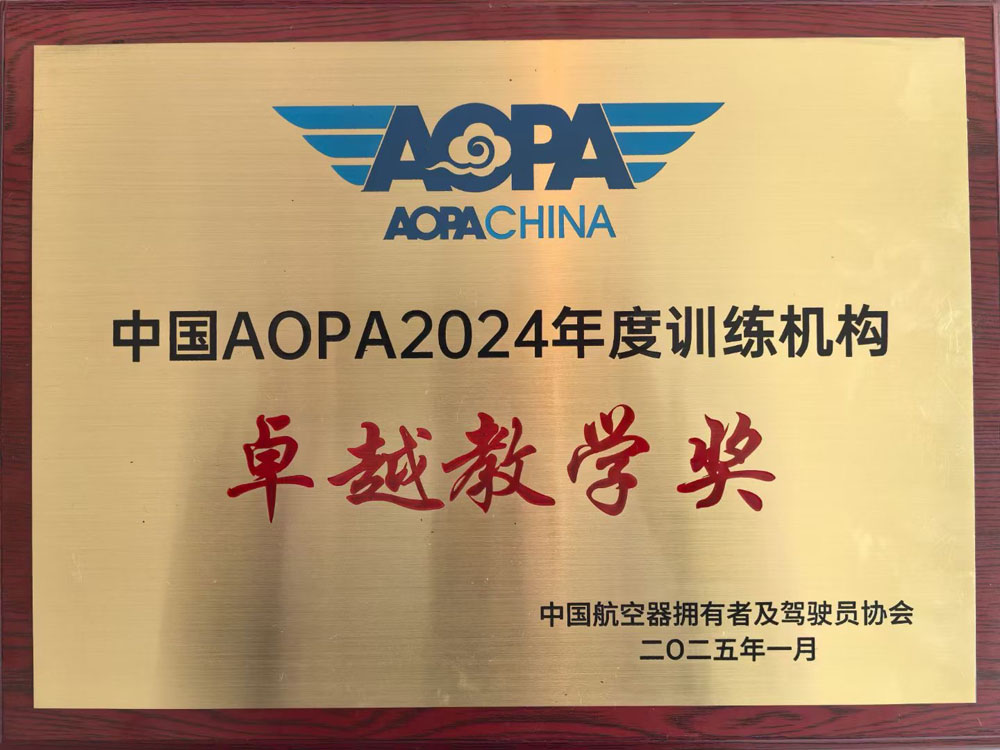 AOPA
AOPACHINA
中国AOPA2024年度训练机构
卓越教学奖
中国航空器拥有者及驾驶员协会
二O二五年一月